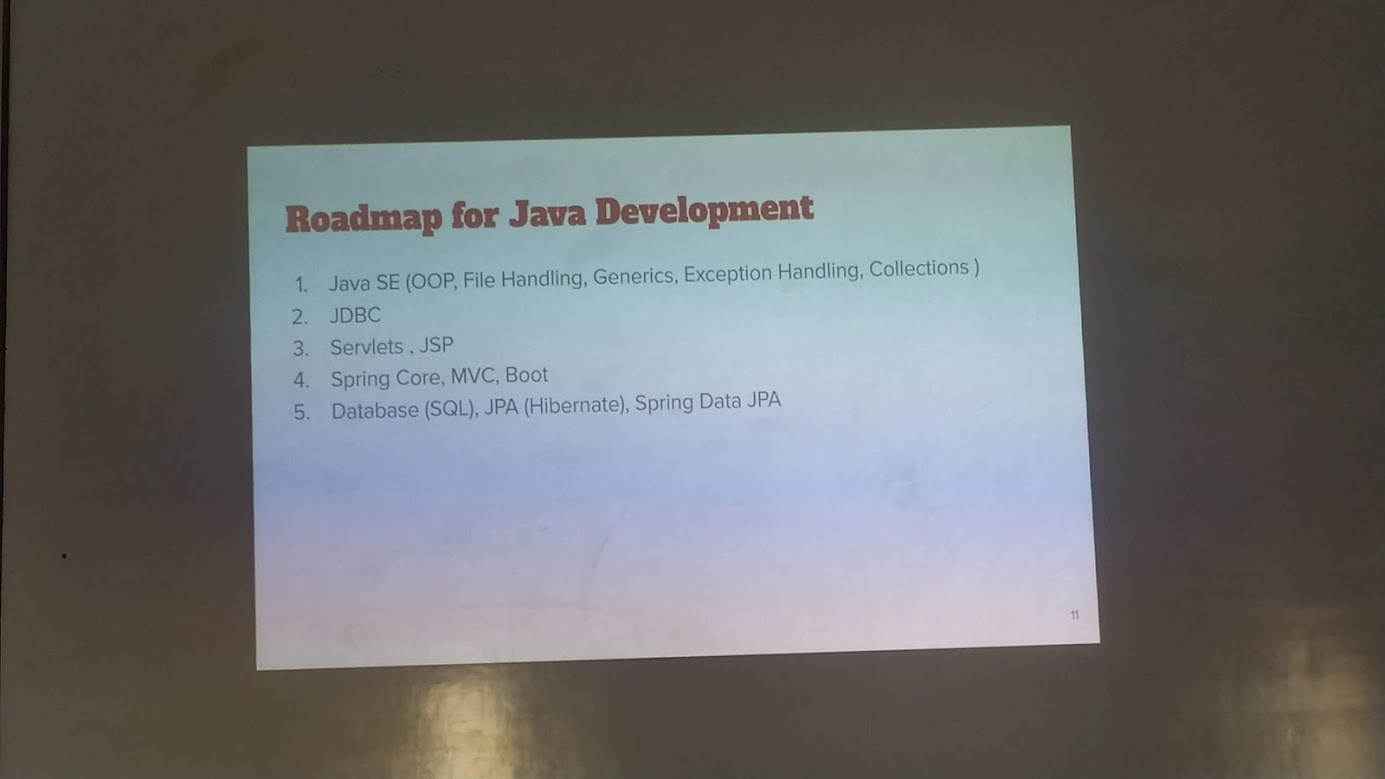 Roadmap for Java Development
1. Java SE (OOP, File Handling, Generics, Exception Handling, Collections )
2. JDBC
3. Servlets , JSP
4. Spring Core, MVC, Boot
5. Database (SQL), JPA (Hibernate), Spring Data JPA
11